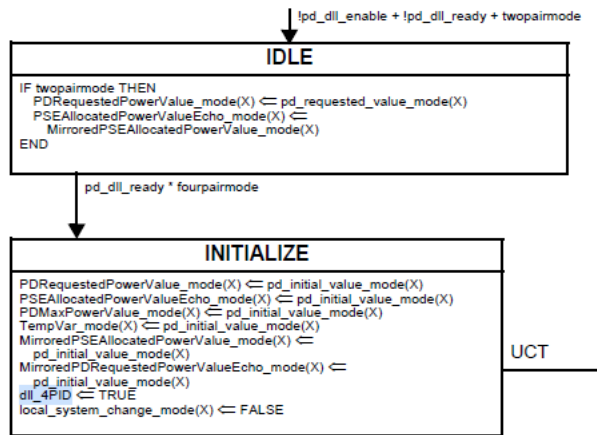 !pd_dll_enable + !pd_dll_ready + twopairmode
IDLE
IF twopairmode THEN
PDRequestedPowerValue_mode(X) ⇐ pd_requested_value_mode(X)
PSEAllocatedPowerValueEcho_mode(X) ⇐
MirroredPSEAllocatedPowerValue_mode(X)
END
pd_dll_ready * fourpairmode
INITIALIZE
PDRequestedPowerValue_mode(X) ⇐ pd_initial_value_mode(X)
PSEAllocatedPowerValueEcho_mode(X) ⇐ pd_initial_value_mode(X)
PDMaxPowerValue_mode(X) ⇐ pd_initial_value_mode(X)
TempVar_mode(X) ⇐ pd_initial_value_mode(X)
MirroredPSEAllocatedPowerValue_mode(X) ⇐
pd_initial_value_mode(X)
MirroredPDRequestedPowerValueEcho_mode(X) ⇐
pd_initial_value_mode(X)
dll_4PID ⇐ TRUE
local_system_change_mode(X) ⇐ FALSE
UCT